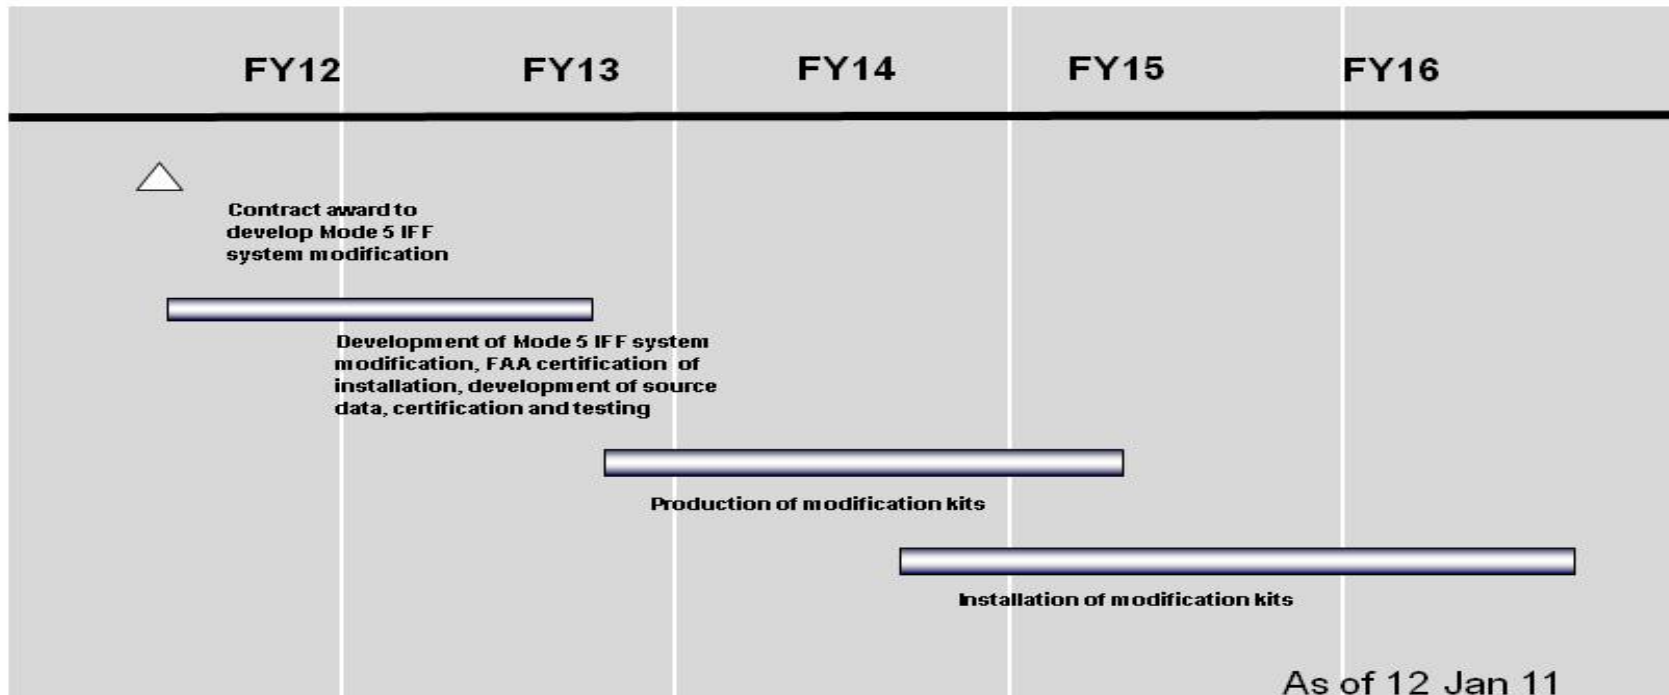 FY12 FY13 FY14 FY15 FY16
Contract award to
develop Mode 5 IFF
system modification
Development of Mode 5 IFF system
modification, FAA certification of
installation, development of source
data, certification and testing
Production of modification kits
Installation of modification kits
As of 12 Jan 11